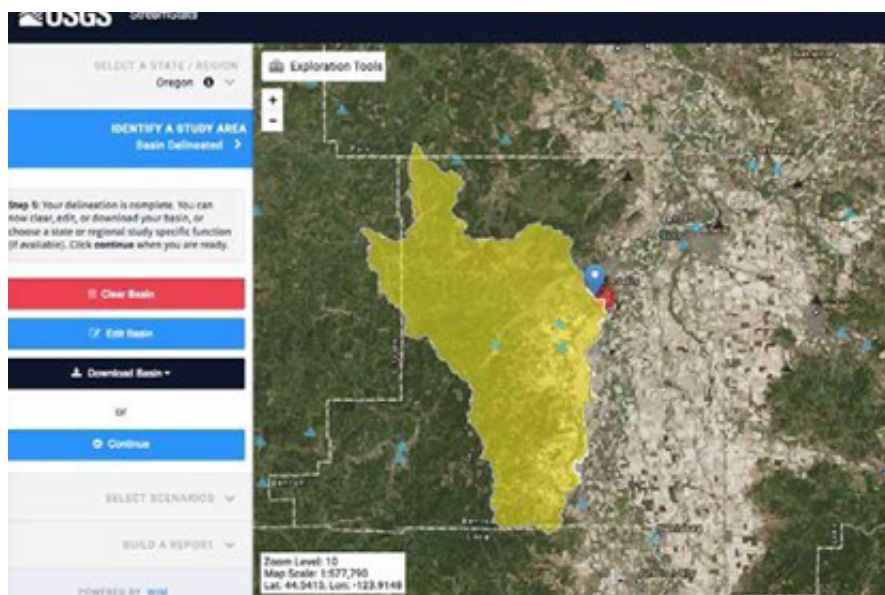 USGS StreamStats
SELECT A STATE / REGION
Oregon
IDENTIFY A STUDY AREA
Basin Delineated
Step 5: Your delineation is complete. You can
now clear, edit, or download your basin, or
choose a state or regional study specific function
(if available). Click continue when you are ready.
Clear Basin
Edit Basin
Download Basin
or
Continue
SELECT SCENARIOS
BUILD A REPORT
POWERED BY WIM
Exploration Tools
+
-
Zoom Level: 10
Map Scale: 1:577,790
Lat: 44.5413, Lon: -123.9148